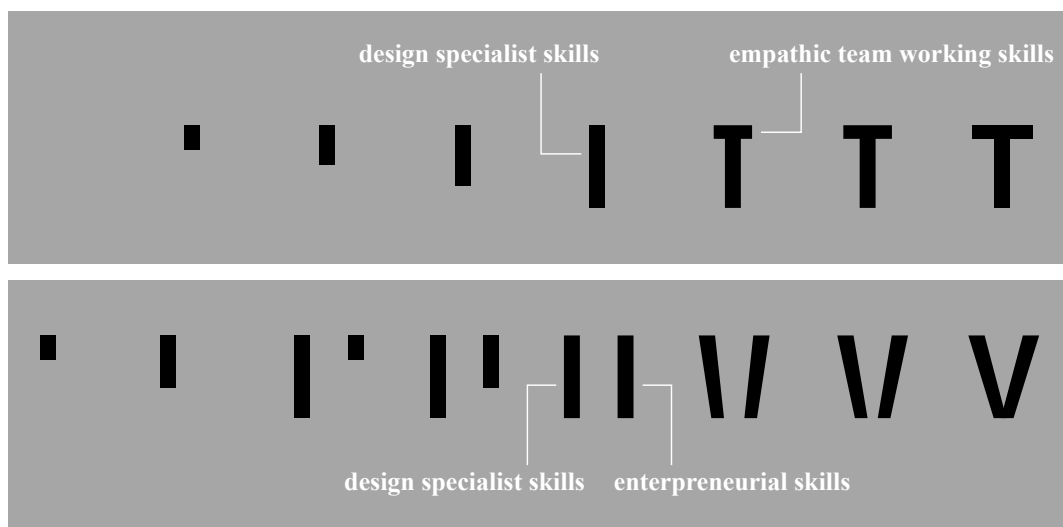 design specialist skills
empathic team working skills
design specialist skills
enterpreneurial skills